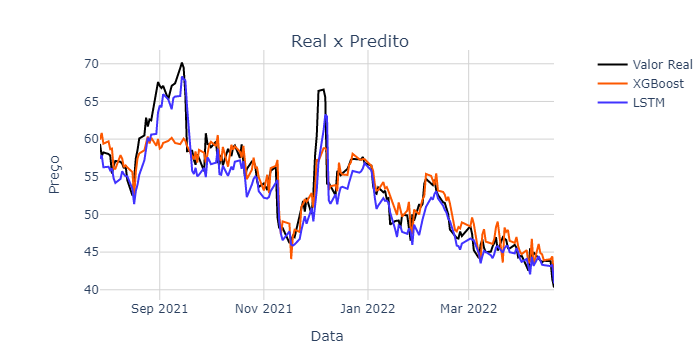 Real x Predito
Valor Real
XGBoost
LSTM
Preço
70
65
60
55
50
45
40
Sep 2021
Nov 2021
Jan 2022
Mar 2022
Data